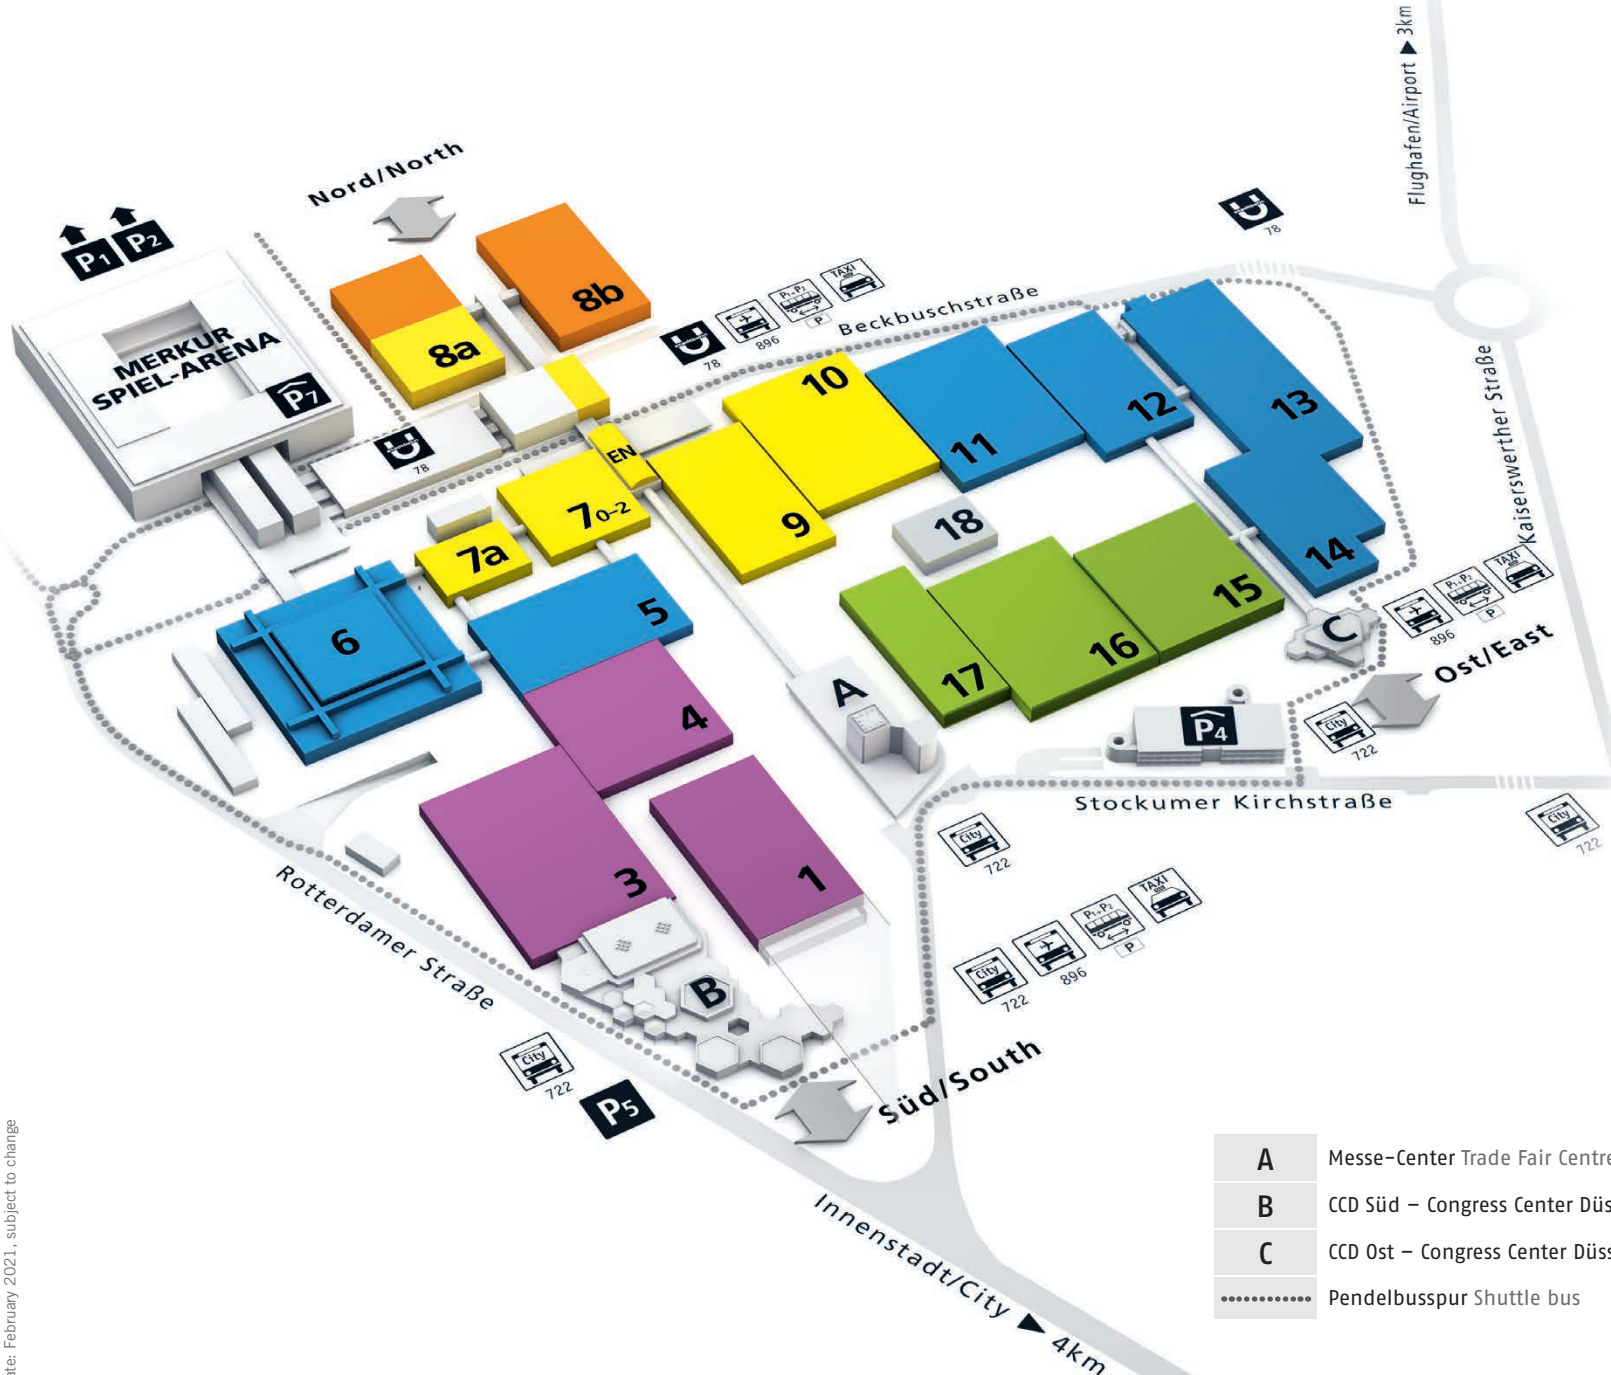 Flughafen/Airport ▶ 3km
Nord/North
P1
P2
MERKUR
SPIEL-ARENA
P7
78
8a
8b
78
896
P1+P2
P
TAXI
Beckbuschstraße
78
Kaiserswerther Straße
EN
7 0–2
7a
6
5
4
3
1
9
10
11
12
13
14
15
16
17
18
A
B
C
896
P1+P2
P
TAXI
Ost/East
City
722
P4
Stockumer Kirchstraße
City
722
City
722
City
722
896
P1+P2
P
TAXI
Rotterdamer Straße
City
722
P5
Süd/South
Innenstadt/City ▶ 4km
A Messe-Center Trade Fair Centre
B CCD Süd – Congress Center Düs
C CCD Ost – Congress Center Düss
Pendelbusspur Shuttle bus
ate: February 2021, subject to change